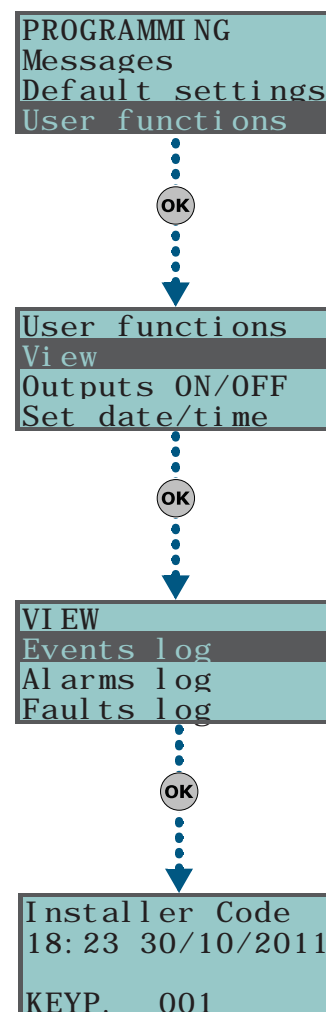 PROGRAMMING
Messages
Default settings
User functions
OK
User functions
View
Outputs ON/OFF
Set date/time
OK
VIEW
Events log
Alarms log
Faults log
OK
Installer Code
18:23 30/10/2011
KEYP. 001